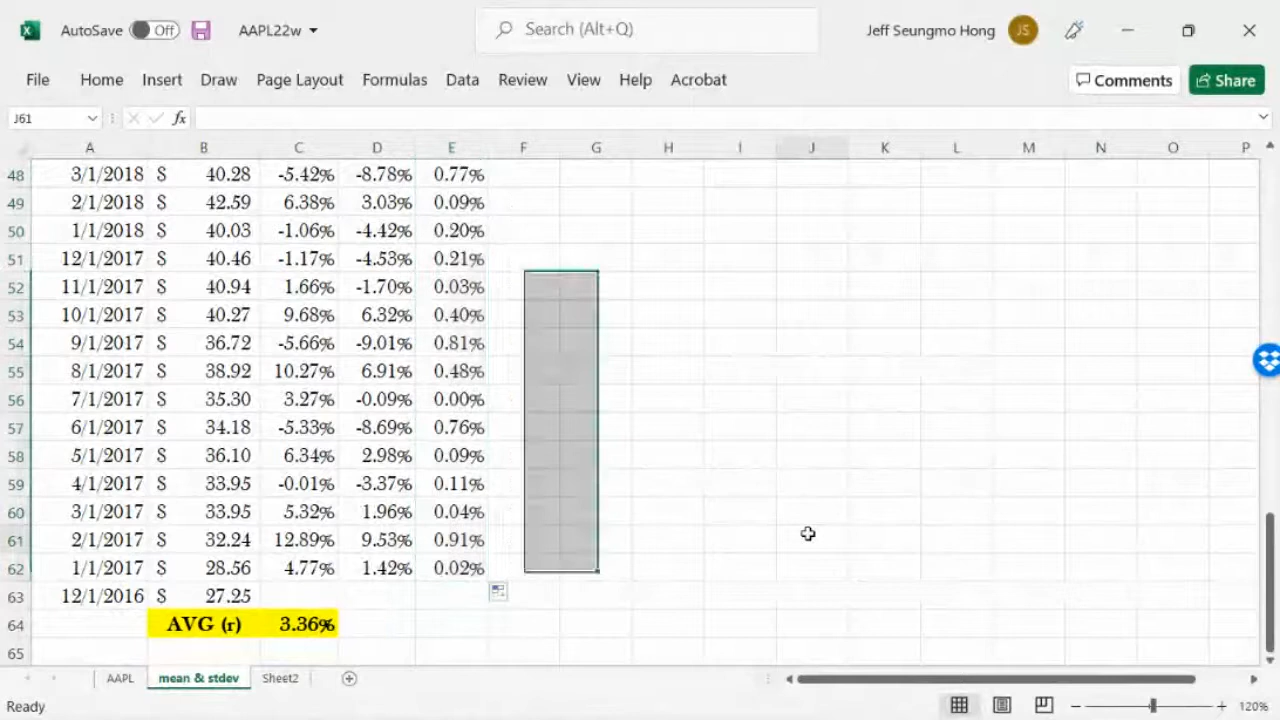 AutoSave Off AAPL22w Search (Alt+Q) Jeff Seungmo Hong JS
File Home Insert Draw Page Layout Formulas Data Review View Help Acrobat Comments Share
J61 fx
A B C D E F G H I J K L M N O P
48 3/1/2018 $ 40.28 -5.42% -8.78% 0.77%
49 2/1/2018 $ 42.59 6.38% 3.03% 0.09%
50 1/1/2018 $ 40.03 -1.06% -4.42% 0.20%
51 12/1/2017 $ 40.46 -1.17% -4.53% 0.21%
52 11/1/2017 $ 40.94 1.66% -1.70% 0.03%
53 10/1/2017 $ 40.27 9.68% 6.32% 0.40%
54 9/1/2017 $ 36.72 -5.66% -9.01% 0.81%
55 8/1/2017 $ 38.92 10.27% 6.91% 0.48%
56 7/1/2017 $ 35.30 3.27% -0.09% 0.00%
57 6/1/2017 $ 34.18 -5.33% -8.69% 0.76%
58 5/1/2017 $ 36.10 6.34% 2.98% 0.09%
59 4/1/2017 $ 33.95 -0.01% -3.37% 0.11%
60 3/1/2017 $ 33.95 5.32% 1.96% 0.04%
61 2/1/2017 $ 32.24 12.89% 9.53% 0.91%
62 1/1/2017 $ 28.56 4.77% 1.42% 0.02%
63 12/1/2016 $ 27.25
64 AVG (r) 3.36%
65
AAPL mean & stdev Sheet2
Ready 120%